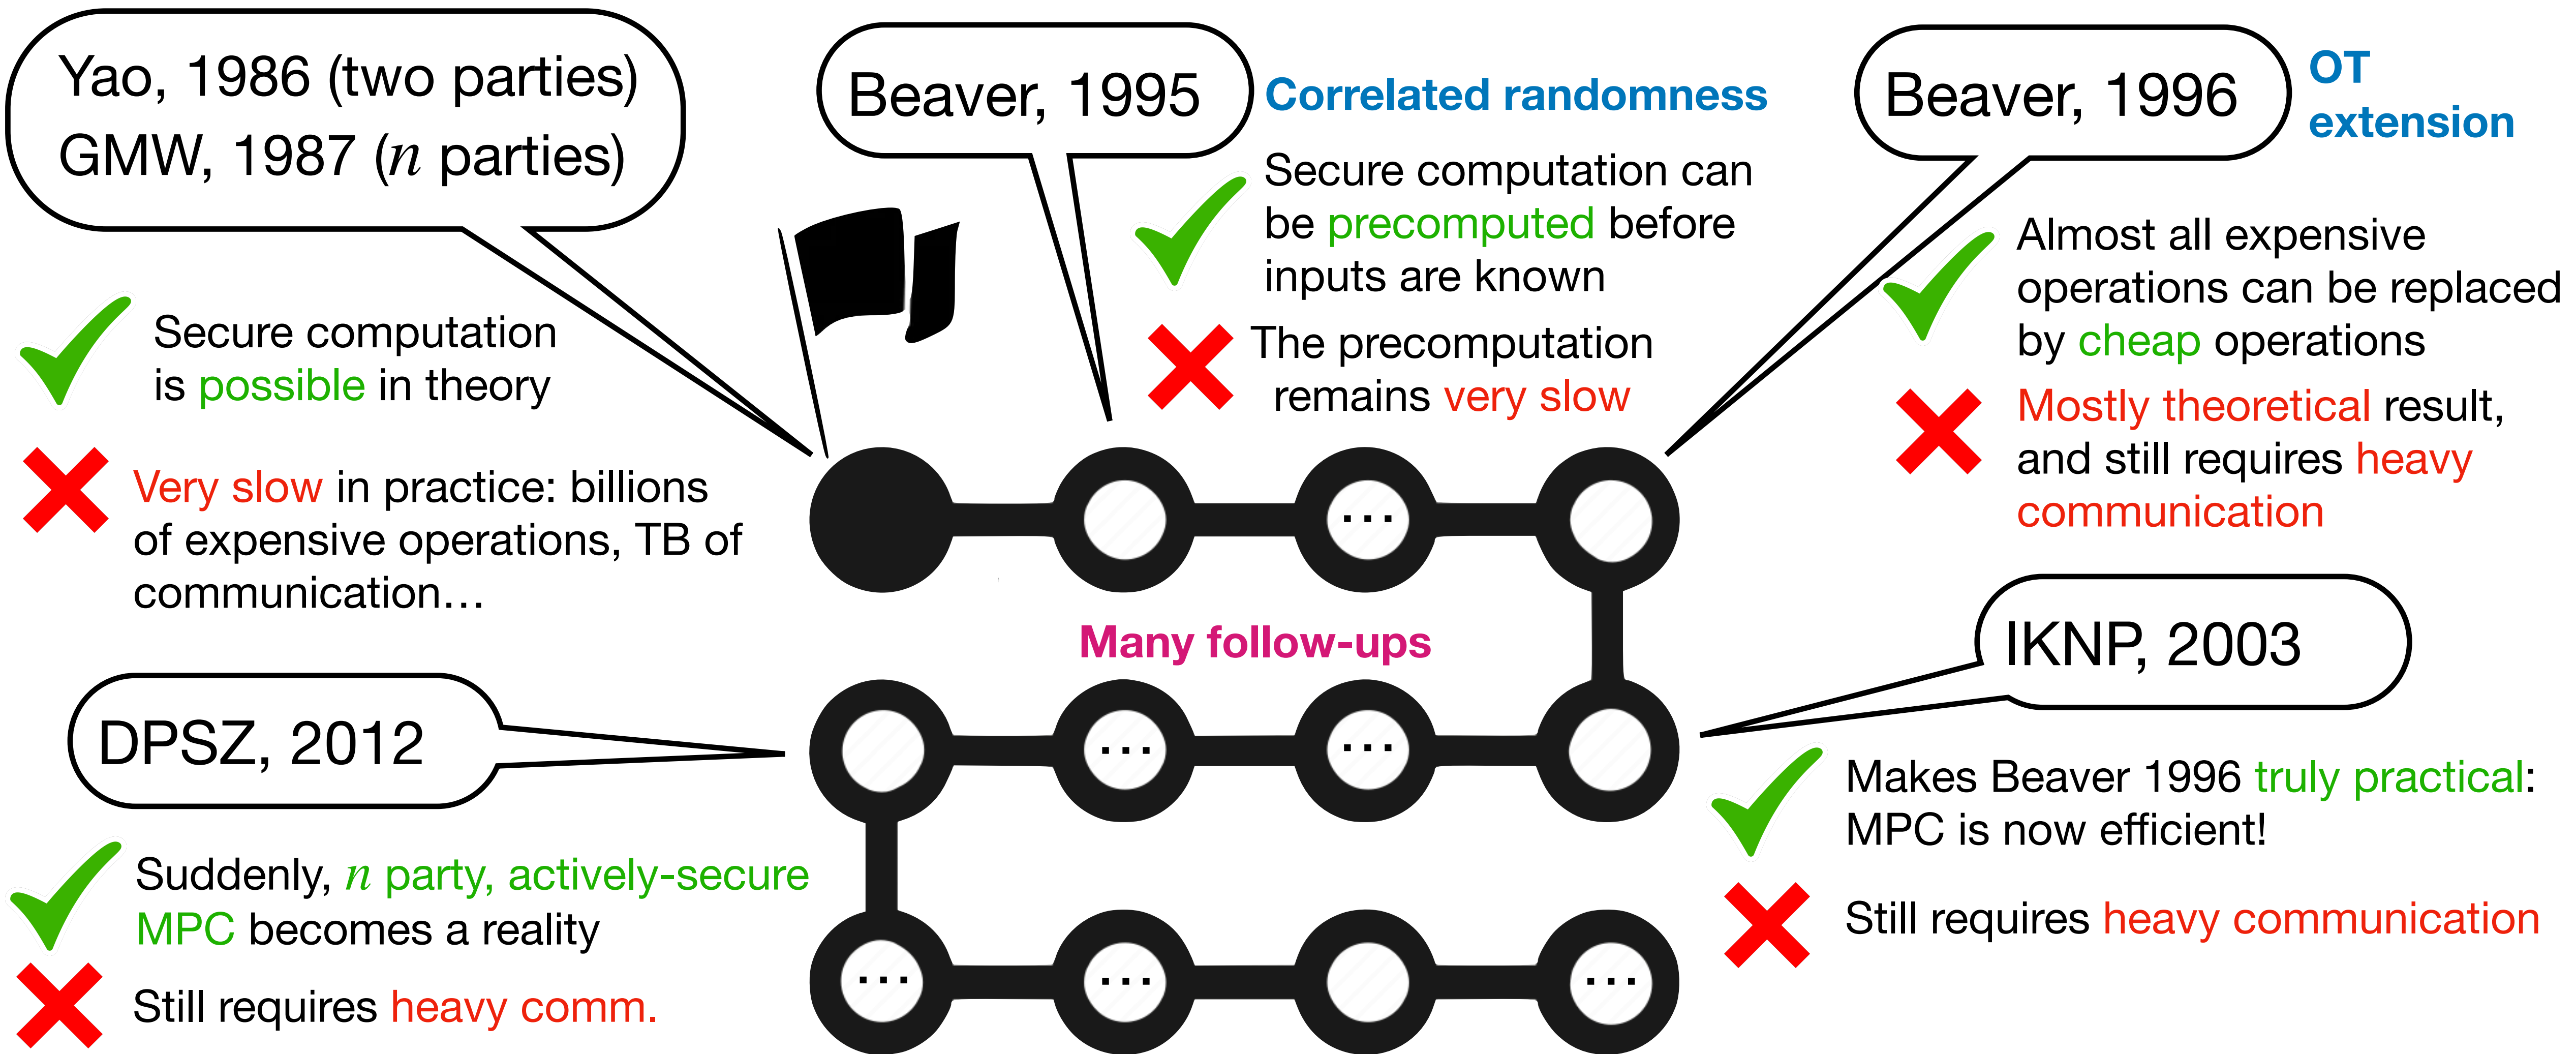 Yao, 1986 (two parties)
GMW, 1987 (n parties)
Secure computation
is possible in theory
Very slow in practice: billions
of expensive operations, TB of
communication…
Beaver, 1995
Correlated randomness
Secure computation can
be precomputed before
inputs are known
The precomputation
remains very slow
Beaver, 1996
OT
extension
Almost all expensive
operations can be replaced
by cheap operations
Mostly theoretical result,
and still requires heavy
communication
...
Many follow-ups
IKNP, 2003
Makes Beaver 1996 truly practical:
MPC is now efficient!
Still requires heavy communication
... ...
DPSZ, 2012
Suddenly, n party, actively-secure
MPC becomes a reality
Still requires heavy comm.
... ... ...